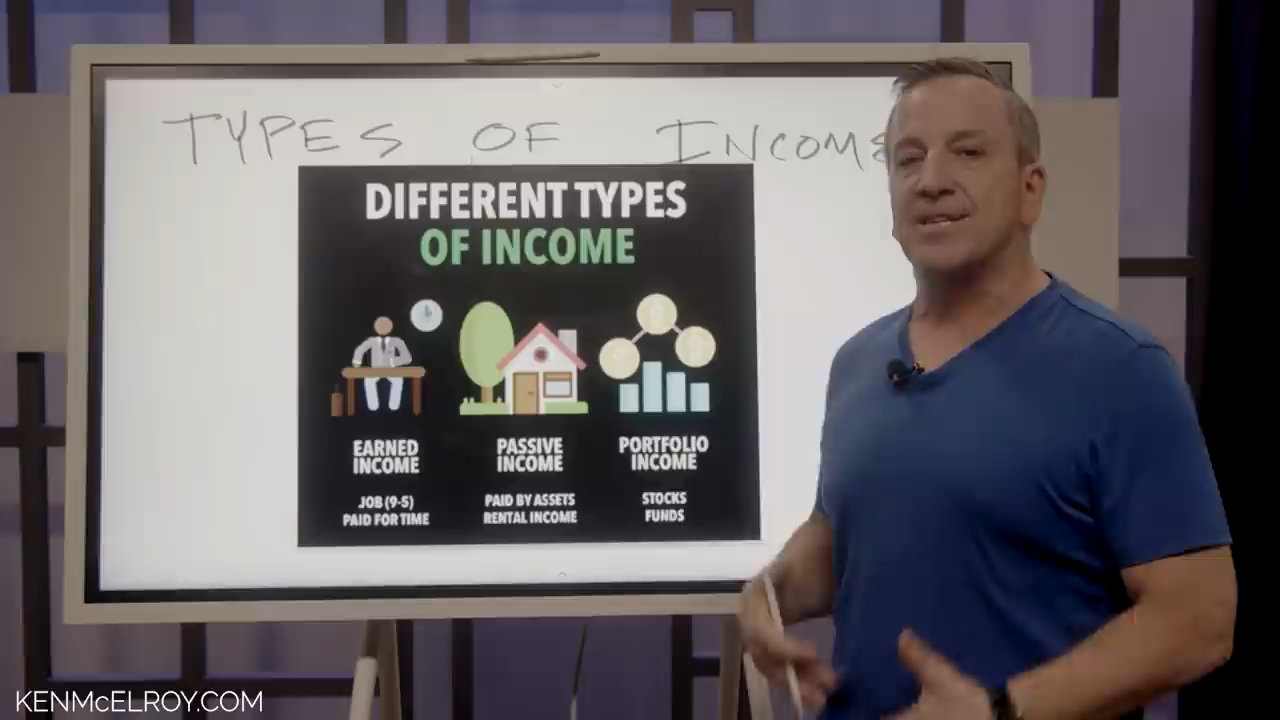 TYPES OF INCOME
DIFFERENT TYPES
OF INCOME
EARNED
INCOME
JOB (9-5)
PAID FOR TIME
PASSIVE
INCOME
PAID BY ASSETS
RENTAL INCOME
PORTFOLIO
INCOME
STOCKS
FUNDS
KENMCELROY.COM